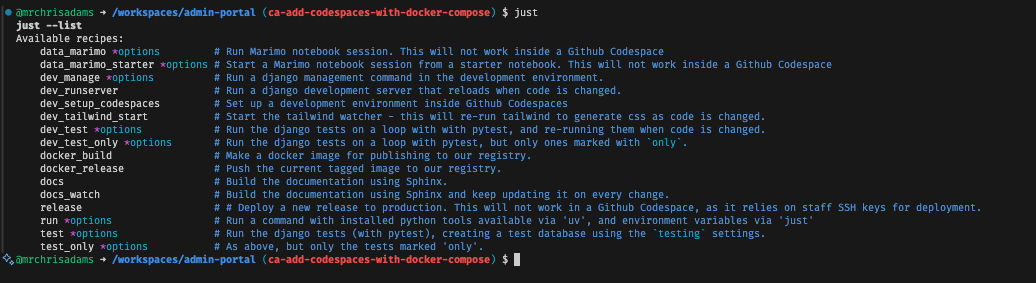 @mrchrisadams ➜ /workspaces/admin-portal (ca-add-codespaces-with-docker-compose) $ just
just --list
Available recipes:
    data_marimo *options         # Run Marimo notebook session. This will not work inside a Github Codespace
    data_marimo_starter *options # Start a Marimo notebook session from a starter notebook. This will not work inside a Github Codespace
    dev_manage *options          # Run a django management command in the development environment.
    dev_runserver                # Run a django development server that reloads when code is changed.
    dev_setup_codespaces         # Set up a development environment inside Github Codespaces
    dev_tailwind_start           # Start the tailwind watcher - this will re-run tailwind to generate css as code is changed.
    dev_test *options            # Run the django tests on a loop with with pytest, and re-running them when code is changed.
    dev_test_only *options       # Run the django tests on a loop with pytest, but only ones marked with `only`.
    docker_build                 # Make a docker image for publishing to our registry.
    docker_release               # Push the current tagged image to our registry.
    docs                         # Build the documentation using Sphinx.
    docs_watch                   # Build the documentation using Sphinx and keep updating it on every change.
    release                      # # Deploy a new release to production. This will not work in a Github Codespace, as it relies on staff SSH keys for deployment.
    run *options                 # Run a command with installed python tools available via 'uv', and environment variables via 'just'
    test *options                # Run the django tests (with pytest), creating a test database using the `testing` settings.
    test_only *options           # As above, but only the tests marked 'only'.
@mrchrisadams ➜ /workspaces/admin-portal (ca-add-codespaces-with-docker-compose) $